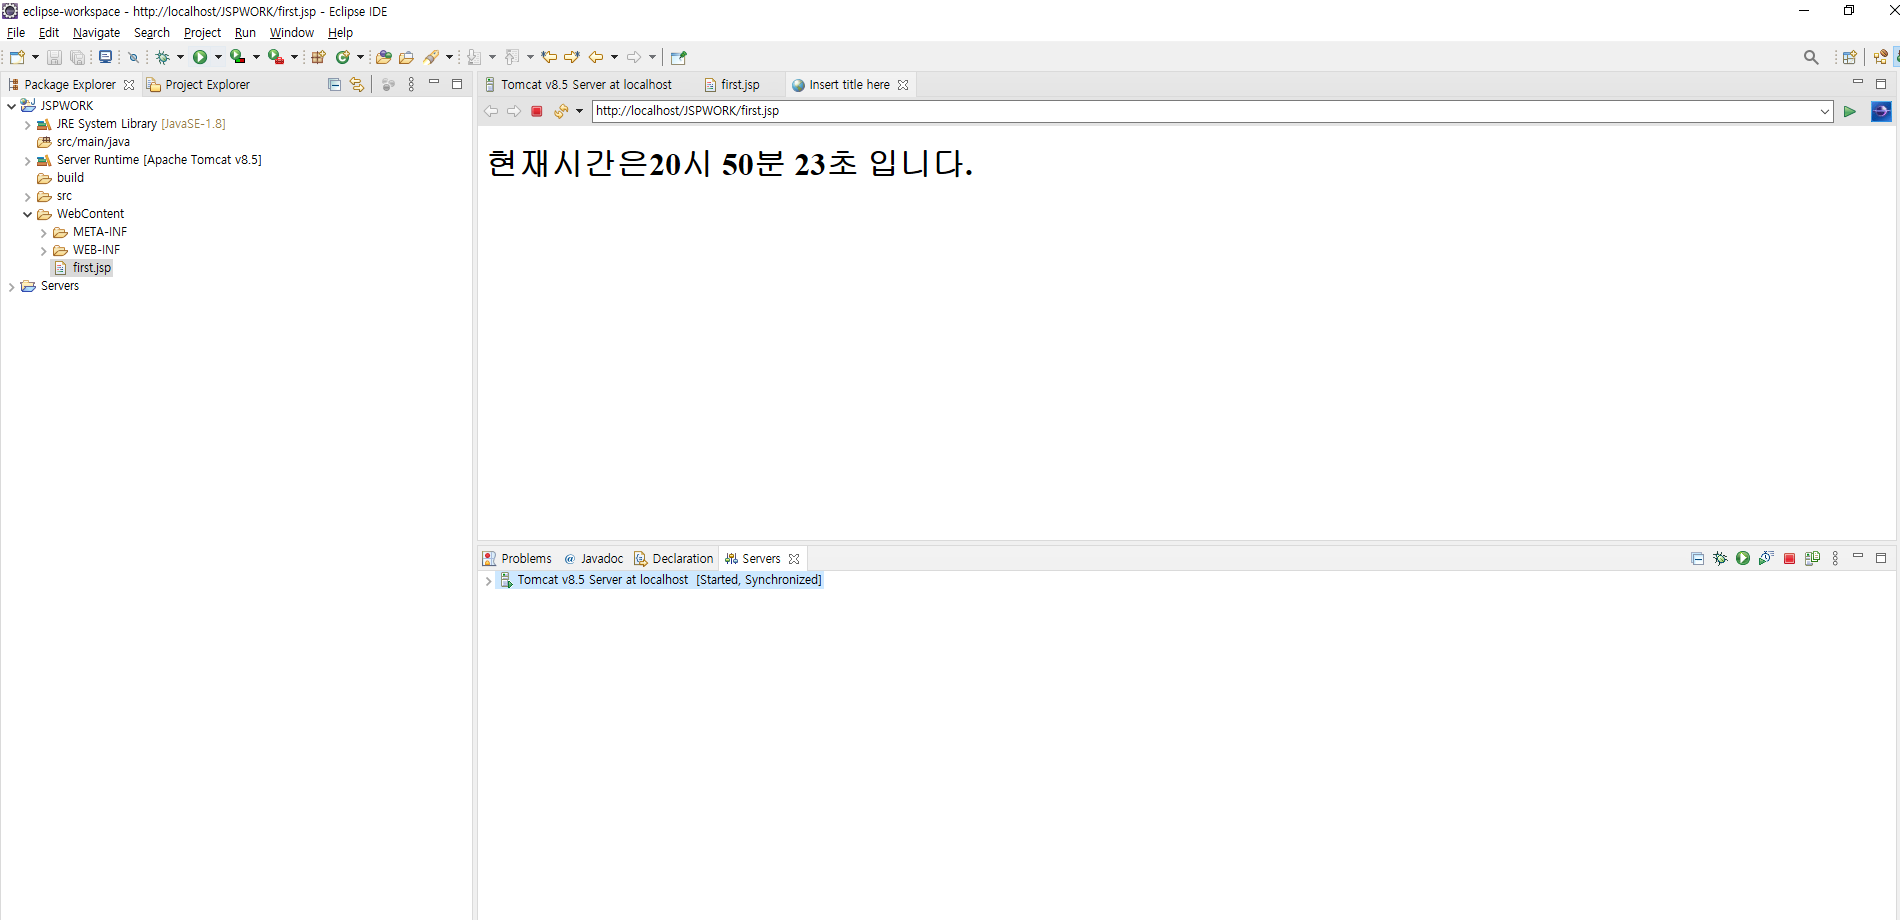 eclipse-workspace - http://localhost/JSPWORK/first.jsp - Eclipse IDE
File Edit Navigate Search Project Run Window Help
Package Explorer Project Explorer
JSPWORK
JRE System Library [JavaSE-1.8]
src/main/java
Server Runtime [Apache Tomcat v8.5]
build
src
WebContent
META-INF
WEB-INF
first.jsp
Servers
Tomcat v8.5 Server at localhost first.jsp Insert title here
http://localhost/JSPWORK/first.jsp
현재시간은20시 50분 23초 입니다.
Problems @ Javadoc Declaration Servers
Tomcat v8.5 Server at localhost [Started, Synchronized]